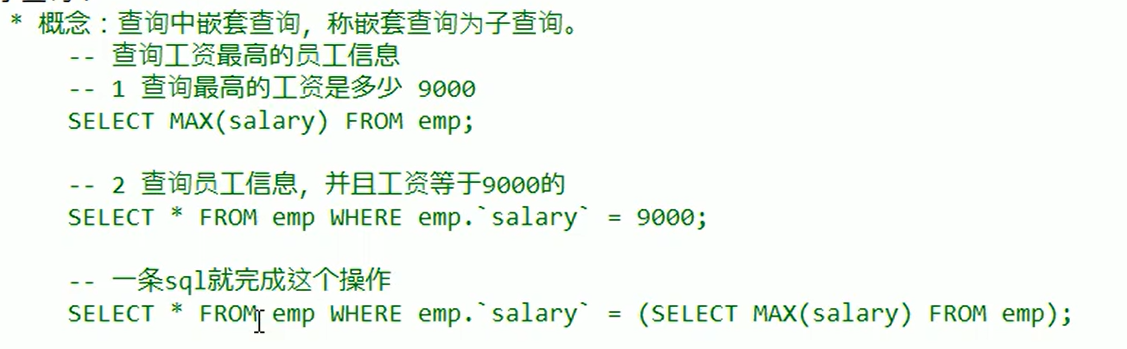 * 概念：查询中嵌套查询，称嵌套查询为子查询。
-- 查询工资最高的员工信息
-- 1 查询最高的工资是多少 9000
SELECT MAX(salary) FROM emp;
-- 2 查询员工信息，并且工资等于9000的
SELECT * FROM emp WHERE emp.`salary` = 9000;
-- 一条sql就完成这个操作
SELECT * FROM emp WHERE emp.`salary` = (SELECT MAX(salary) FROM emp);